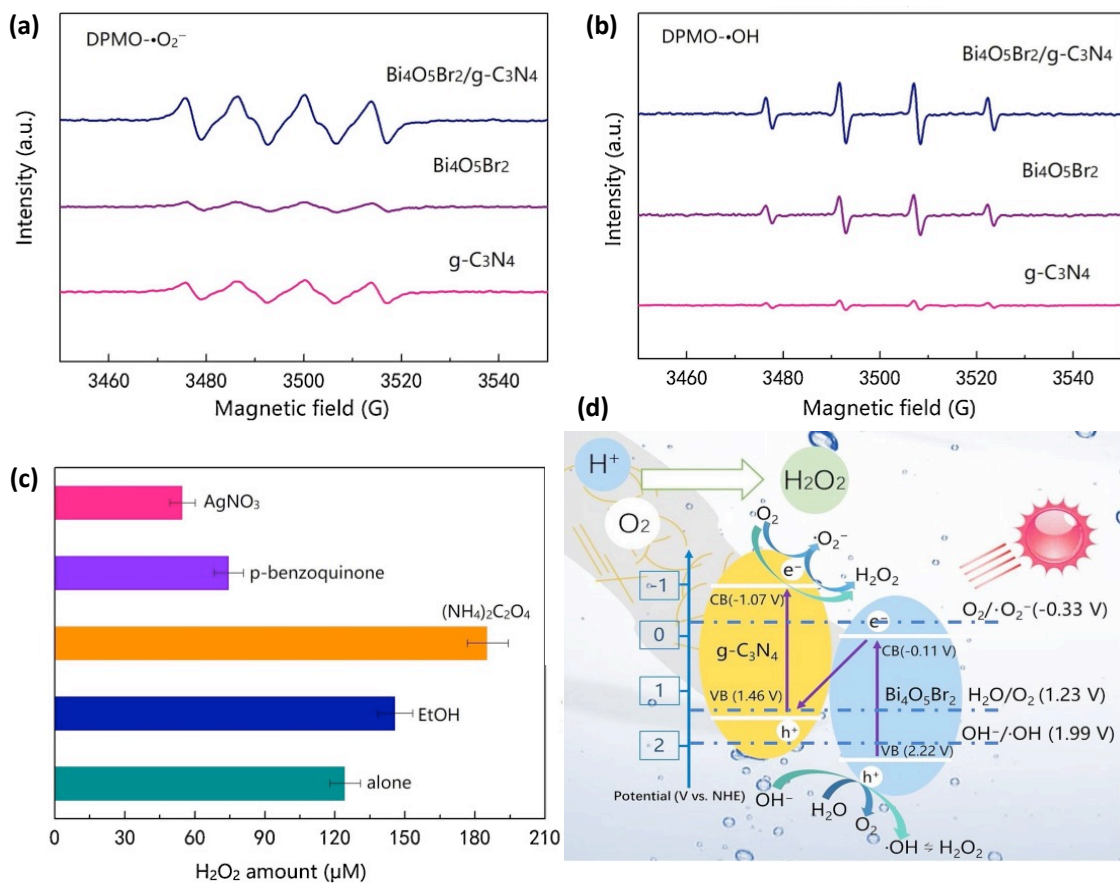 (a)
DPMO-•O₂⁻
Bi₄O₅Br₂/g-C₃N₄
Bi₄O₅Br₂
g-C₃N₄
Intensity (a.u.)
3460 3480 3500 3520 3540
Magnetic field (G)
(b)
DPMO-•OH
Bi₄O₅Br₂/g-C₃N₄
Bi₄O₅Br₂
g-C₃N₄
Intensity (a.u.)
3460 3480 3500 3520 3540
Magnetic field (G)
(c)
AgNO₃
p-benzoquinone
(NH₄)₂C₂O₄
EtOH
alone
0 30 60 90 120 150 180 210
H₂O₂ amount (μM)
(d)
H⁺
H₂O₂
O₂
O₂
·O₂⁻
e⁻
H₂O₂
-1
CB(-1.07 V)
O₂/·O₂⁻(-0.33 V)
e⁻
0
CB(-0.11 V)
g-C₃N₄
1
VB (1.46 V)
Bi₄O₅Br₂
H₂O/O₂ (1.23 V)
h⁺
OH⁻/·OH (1.99 V)
2
VB (2.22 V)
h⁺
Potential (V vs. NHE)
OH⁻
H₂O
O₂
·OH ⇋ H₂O₂